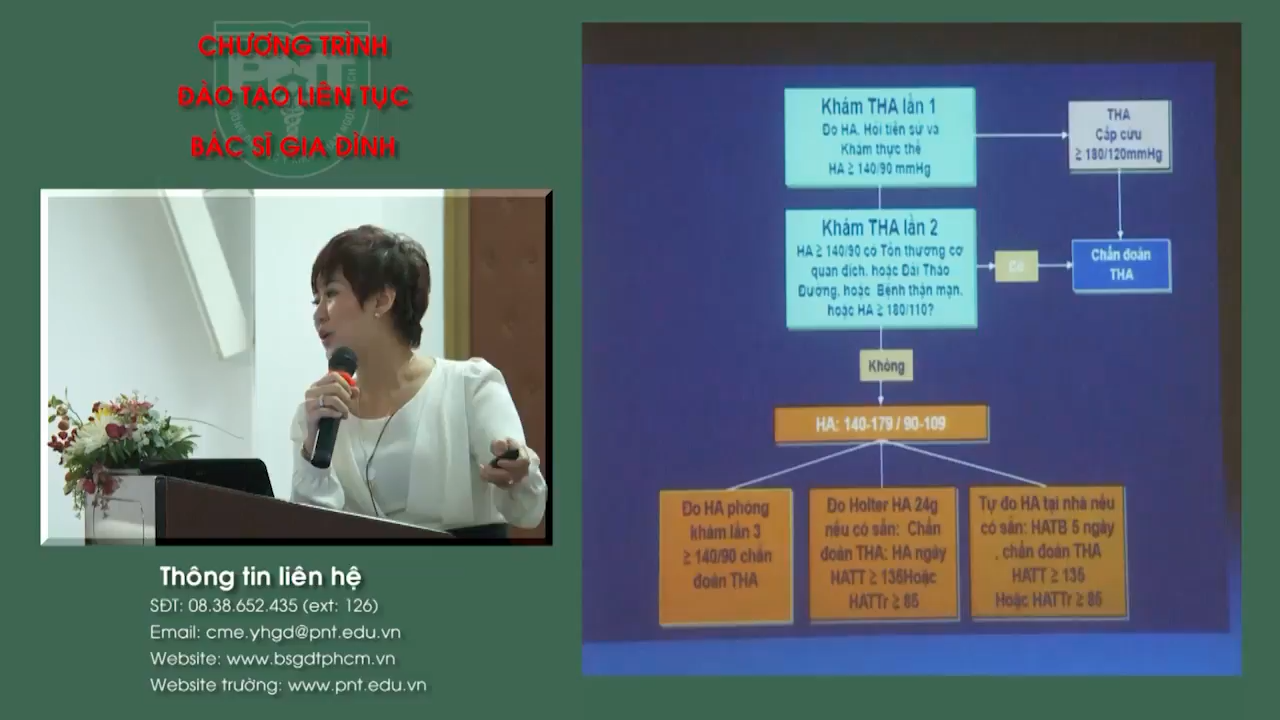 CHƯƠNG TRÌNH
ĐÀO TẠO LIÊN TỤC
BÁC SĨ GIA ĐÌNH
Thông tin liên hệ
SĐT: 08.38.652.435 (ext: 126)
Email: cme.yhgd@pnt.edu.vn
Website: www.bsgdtphcm.vn
Website trường: www.pnt.edu.vn
Khám THA lần 1
Đo HA, Hỏi tiền sử và
Khám thực thể
HA ≥ 140/90 mmHg
THA
Cấp cứu
≥ 180/120mmHg
Khám THA lần 2
HA ≥ 140/90 có Tổn thương cơ
quan đích, hoặc Đái Tháo
Đường, hoặc Bệnh thận mạn,
hoặc HA ≥ 180/110?
Có
Chẩn đoán
THA
Không
HA: 140-179 / 90-109
Đo HA phòng
khám lần 3
≥ 140/90 chẩn
đoán THA
Đo Holter HA 24g
nếu có sẵn: Chẩn
đoán THA: HA ngày
HATT ≥ 135Hoặc
HATTr ≥ 85
Tự đo HA tại nhà nếu
có sẵn: HATB 5 ngày
, chẩn đoán THA
HATT ≥ 135
Hoặc HATTr ≥ 85